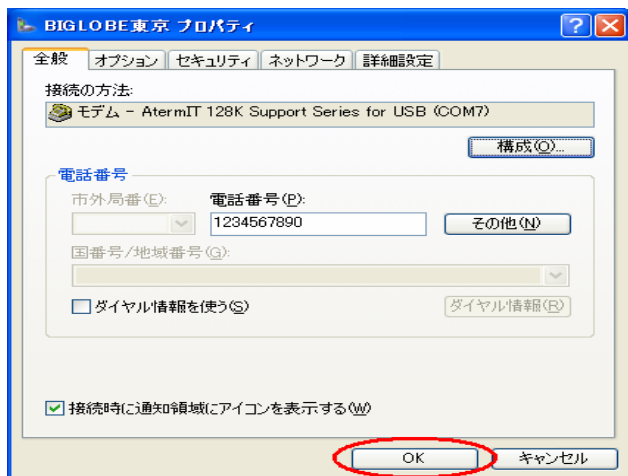 BIGLOBE東京 プロパティ
全般 オプション セキュリティ ネットワーク 詳細設定
接続の方法:
モデム - AtermIT 128K Support Series for USB (COM7)
構成(O)...
電話番号
市外局番(E): 電話番号(P):
1234567890 その他(N)
国番号/地域番号(G):
ダイヤル情報を使う(S) ダイヤル情報(R)
接続時に通知領域にアイコンを表示する(W)
OK キャンセル